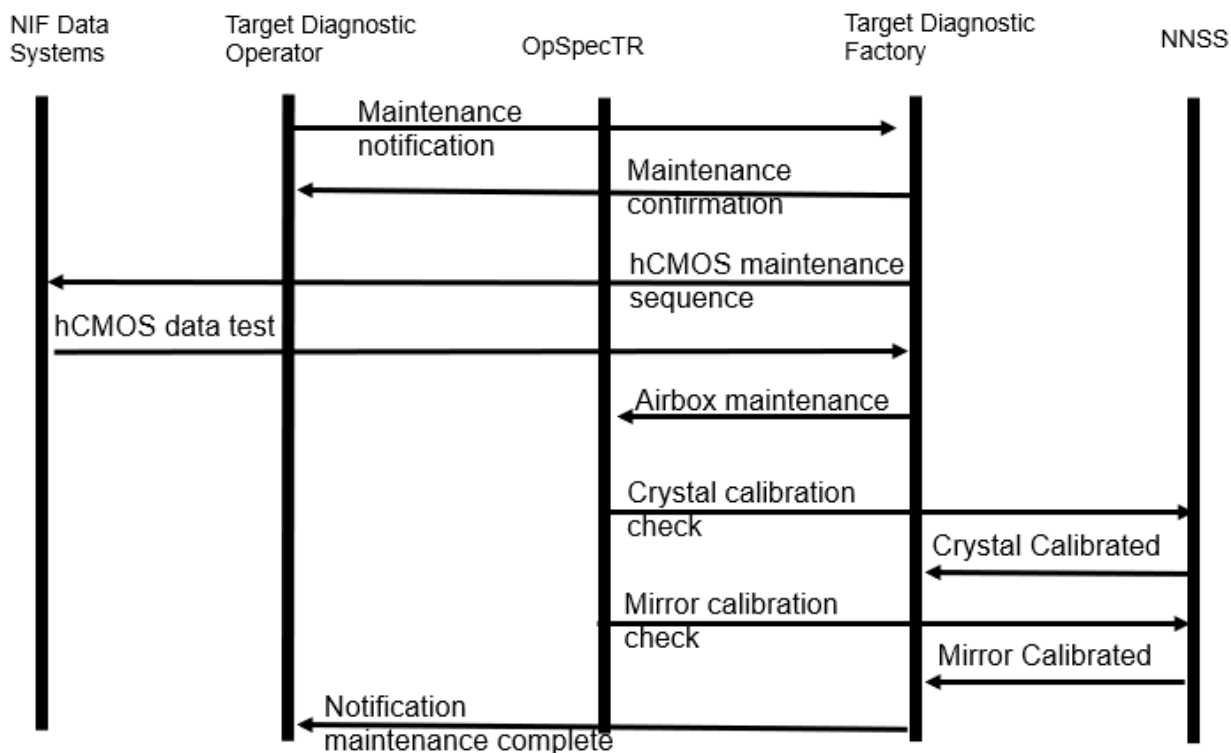 NIF Data
Systems
Target Diagnostic
Operator
OpSpecTR
Target Diagnostic
Factory
NNSS
Maintenance
notification
Maintenance
confirmation
hCMOS maintenance
sequence
hCMOS data test
Airbox maintenance
Crystal calibration
check
Crystal Calibrated
Mirror calibration
check
Mirror Calibrated
Notification
maintenance complete